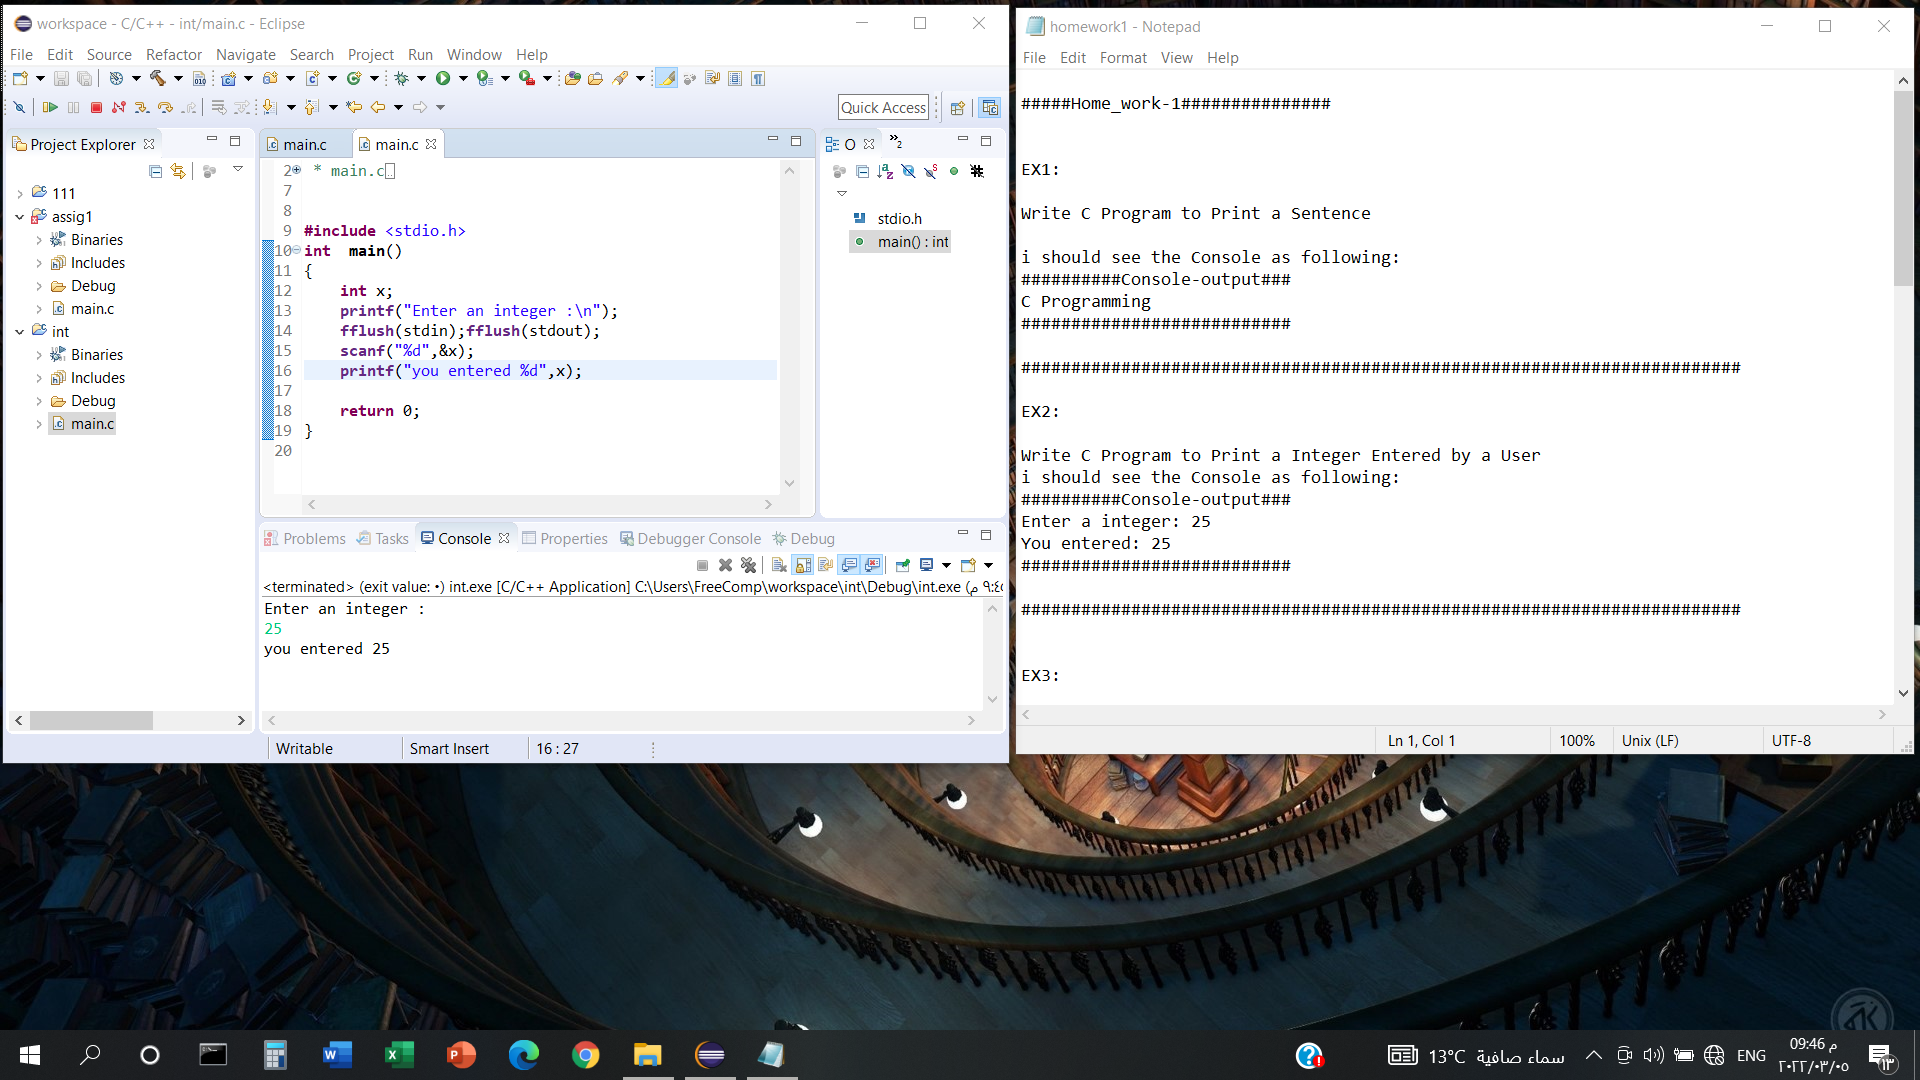 workspace - C/C++ - int/main.c - Eclipse
File Edit Source Refactor Navigate Search Project Run Window Help
Quick Access
Project Explorer
111
assig1
Binaries
Includes
Debug
main.c
int
Binaries
Includes
Debug
main.c
main.c
main.c
2 * main.c
7
8
9 #include <stdio.h>
10 int  main()
11 {
12     int x;
13     printf("Enter an integer :\n");
14     fflush(stdin);fflush(stdout);
15     scanf("%d",&x);
16     printf("you entered %d",x);
17
18     return 0;
19 }
20
O
2
stdio.h
main() : int
Problems Tasks Console Properties Debugger Console Debug
<terminated> (exit value: ٠) int.exe [C/C++ Application] C:\Users\FreeComp\workspace\int\Debug\int.exe
Enter an integer :
25
you entered 25
Writable Smart Insert 16 : 27
homework1 - Notepad
File Edit Format View Help
#####Home_work-1###############
EX1:
Write C Program to Print a Sentence
i should see the Console as following:
##########Console-output###
C Programming
###########################
########################################################################
EX2:
Write C Program to Print a Integer Entered by a User
i should see the Console as following:
##########Console-output###
Enter a integer: 25
You entered: 25
###########################
########################################################################
EX3:
Ln 1, Col 1 100% Unix (LF) UTF-8
13°C سماء صافية
ENG
09:46 م
٢٠٢٢/٠٣/٠٥
١٣